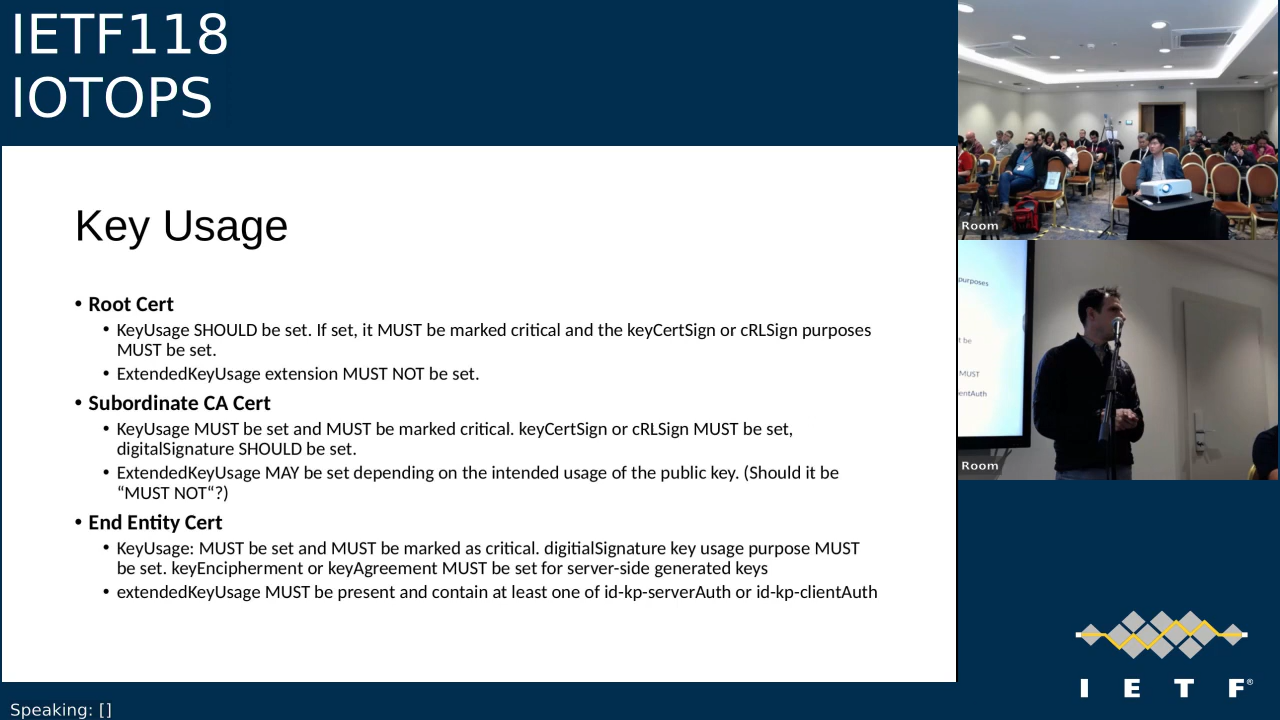 IETF118
IOTOPS
Key Usage
• Root Cert
• KeyUsage SHOULD be set. If set, it MUST be marked critical and the keyCertSign or cRLSign purposes
MUST be set.
• ExtendedKeyUsage extension MUST NOT be set.
• Subordinate CA Cert
• KeyUsage MUST be set and MUST be marked critical. keyCertSign or cRLSign MUST be set,
digitalSignature SHOULD be set.
• ExtendedKeyUsage MAY be set depending on the intended usage of the public key. (Should it be
“MUST NOT“?)
• End Entity Cert
• KeyUsage: MUST be set and MUST be marked as critical. digitialSignature key usage purpose MUST
be set. keyEncipherment or keyAgreement MUST be set for server-side generated keys
• extendedKeyUsage MUST be present and contain at least one of id-kp-serverAuth or id-kp-clientAuth
Speaking: []
Room
purposes
t be
MUST
entAuth
Room
I E T F®